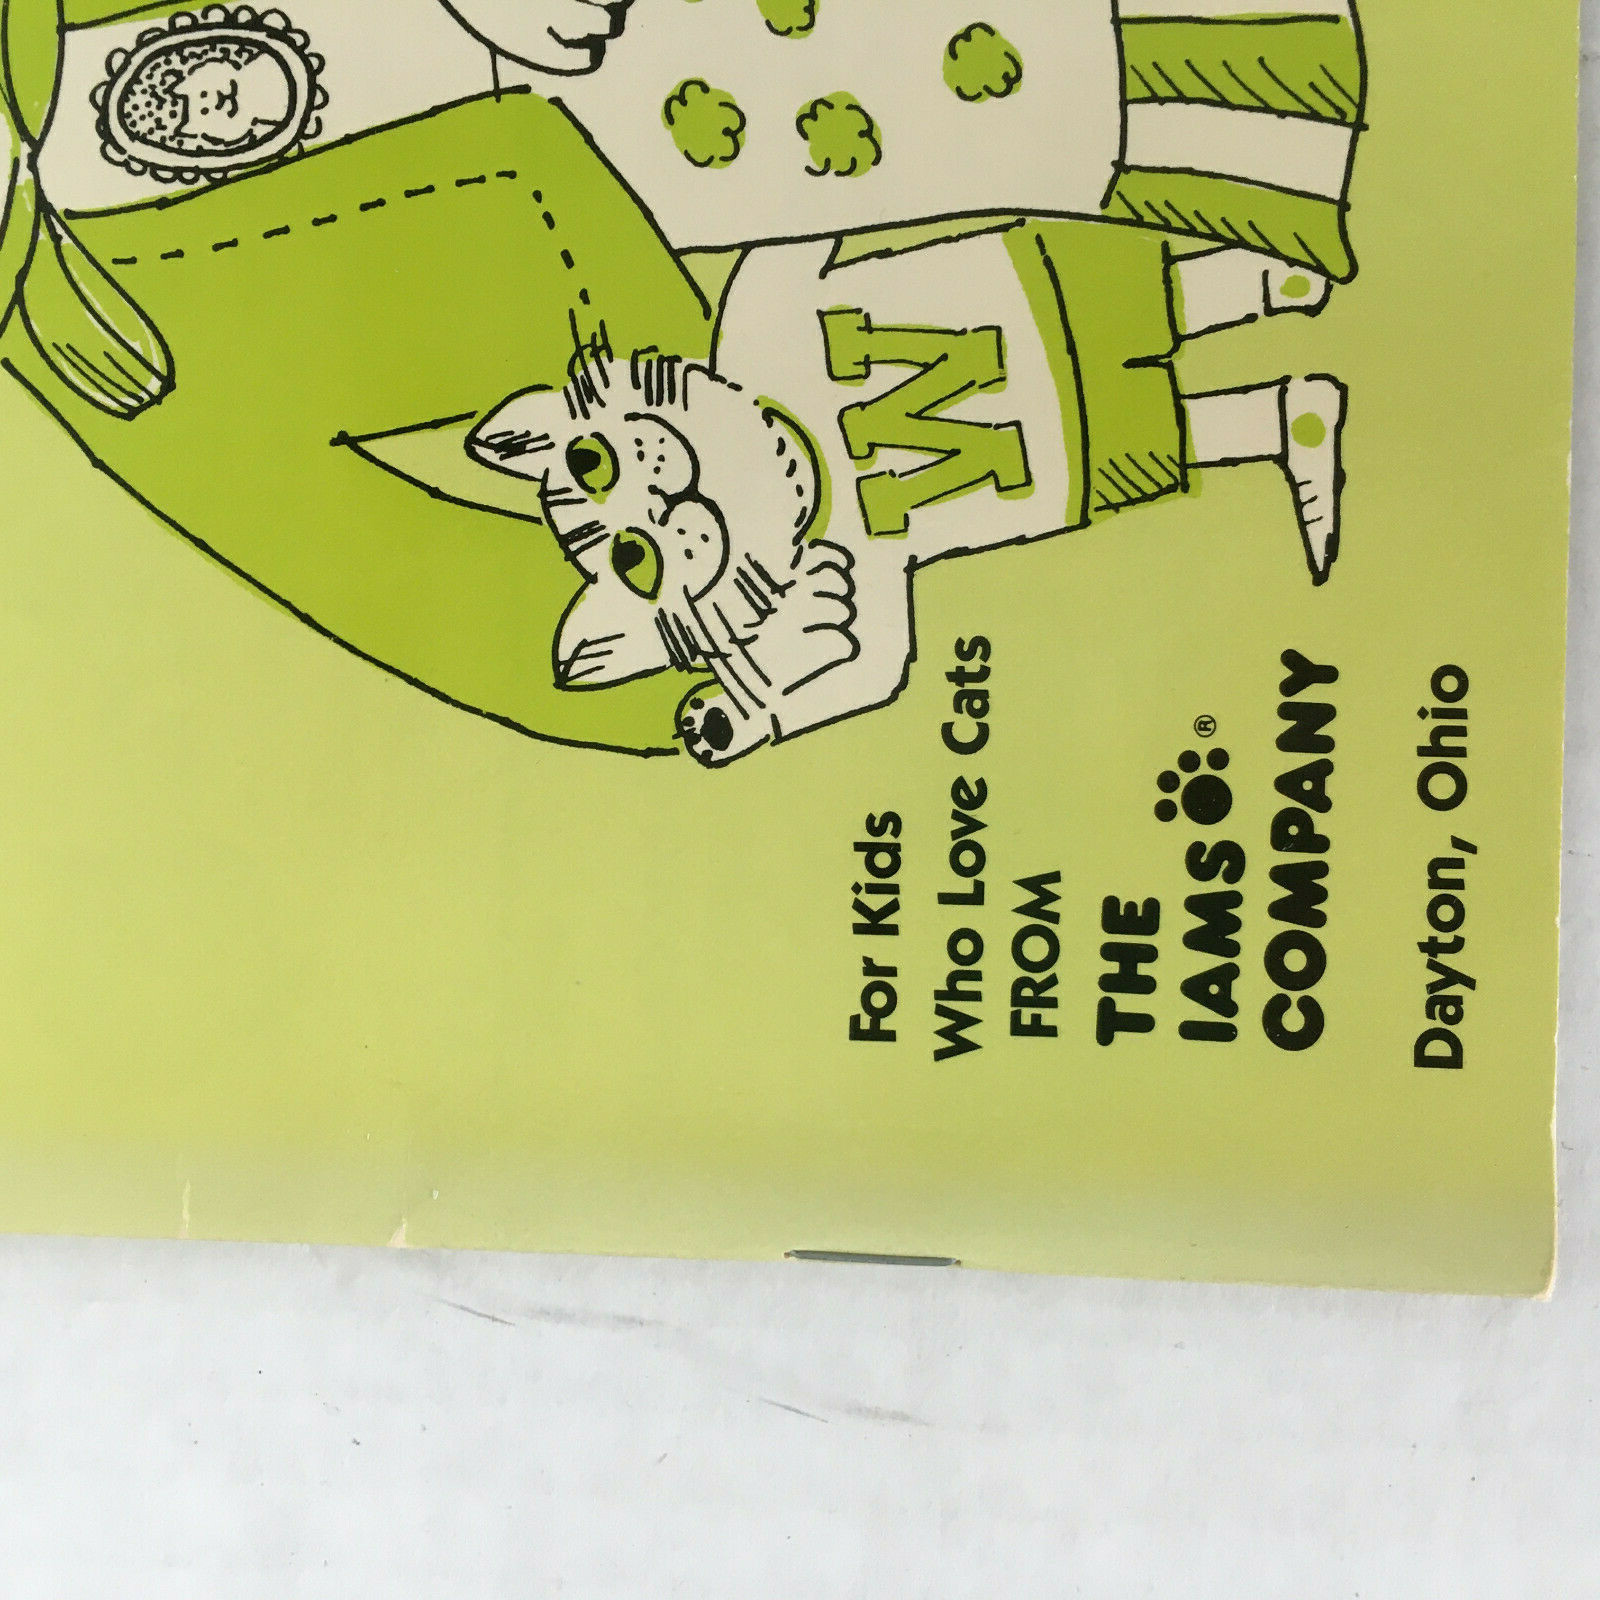 M
For Kids
Who Love Cats
FROM
THE
IAMS®
COMPANY
Dayton, Ohio